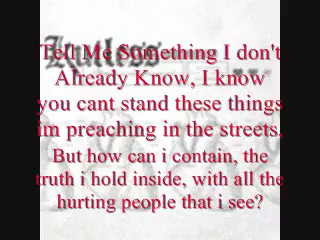 Kutless
Tell Me Something I don't
Already Know, I know
you cant stand these things
im preaching in the streets,
But how can i contain, the
truth i hold inside, with all the
hurting people that i see?